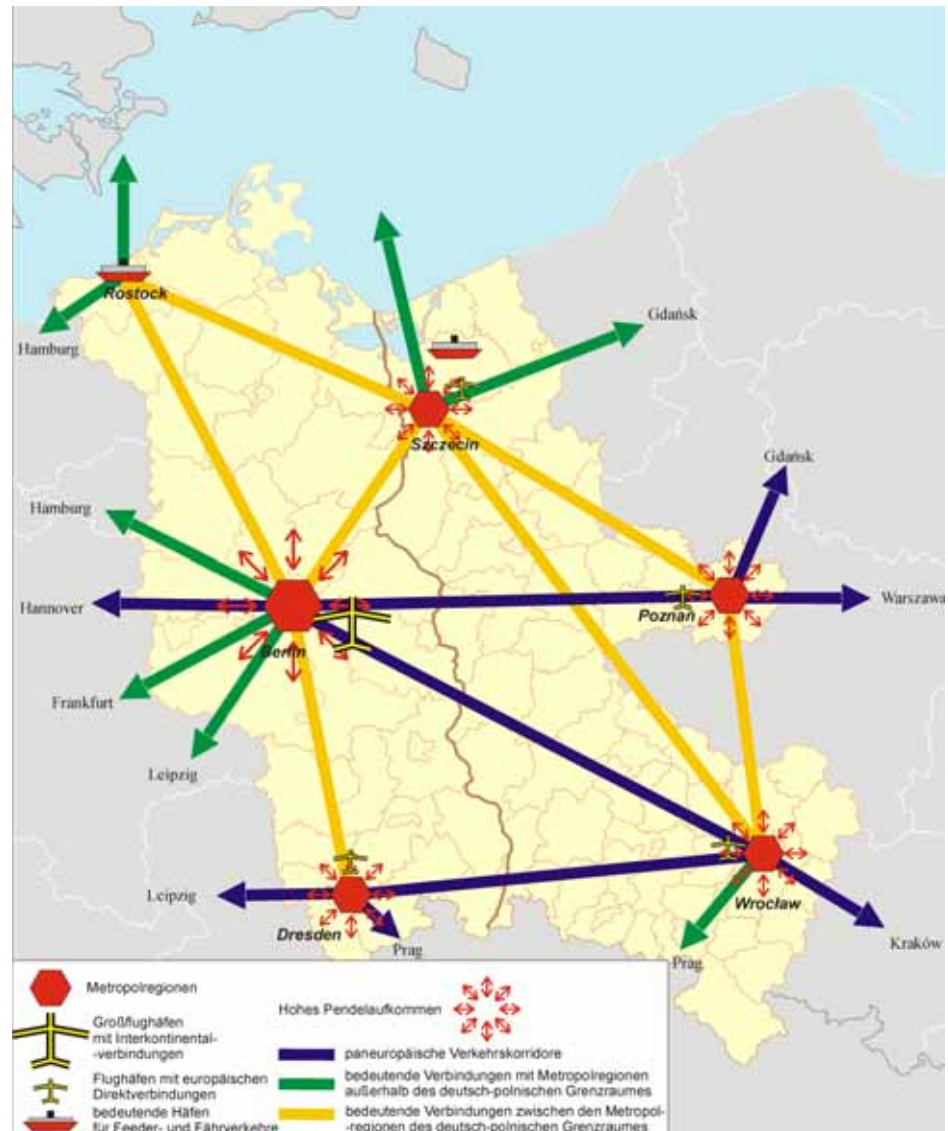 Rostock
Hamburg
Gdańsk
Szczecin
Gdańsk
Hamburg
Hannover
Berlin
Poznań
Warszawa
Frankfurt
Leipzig
Leipzig
Dresden
Prag
Wrocław
Prag
Kraków
Metropolregionen
Großflughäfen
mit Interkontinental-
-verbindungen
Flughäfen mit europäischen
Direktverbindungen
bedeutende Häfen
für Feeder- und Fährverkehre
Hohes Pendelaufkommen
paneuropäische Verkehrskorridore
bedeutende Verbindungen mit Metropolregionen
außerhalb des deutsch-polnischen Grenzraumes
bedeutende Verbindungen zwischen den Metropol-
-regionen des deutsch-polnischen Grenzraumes